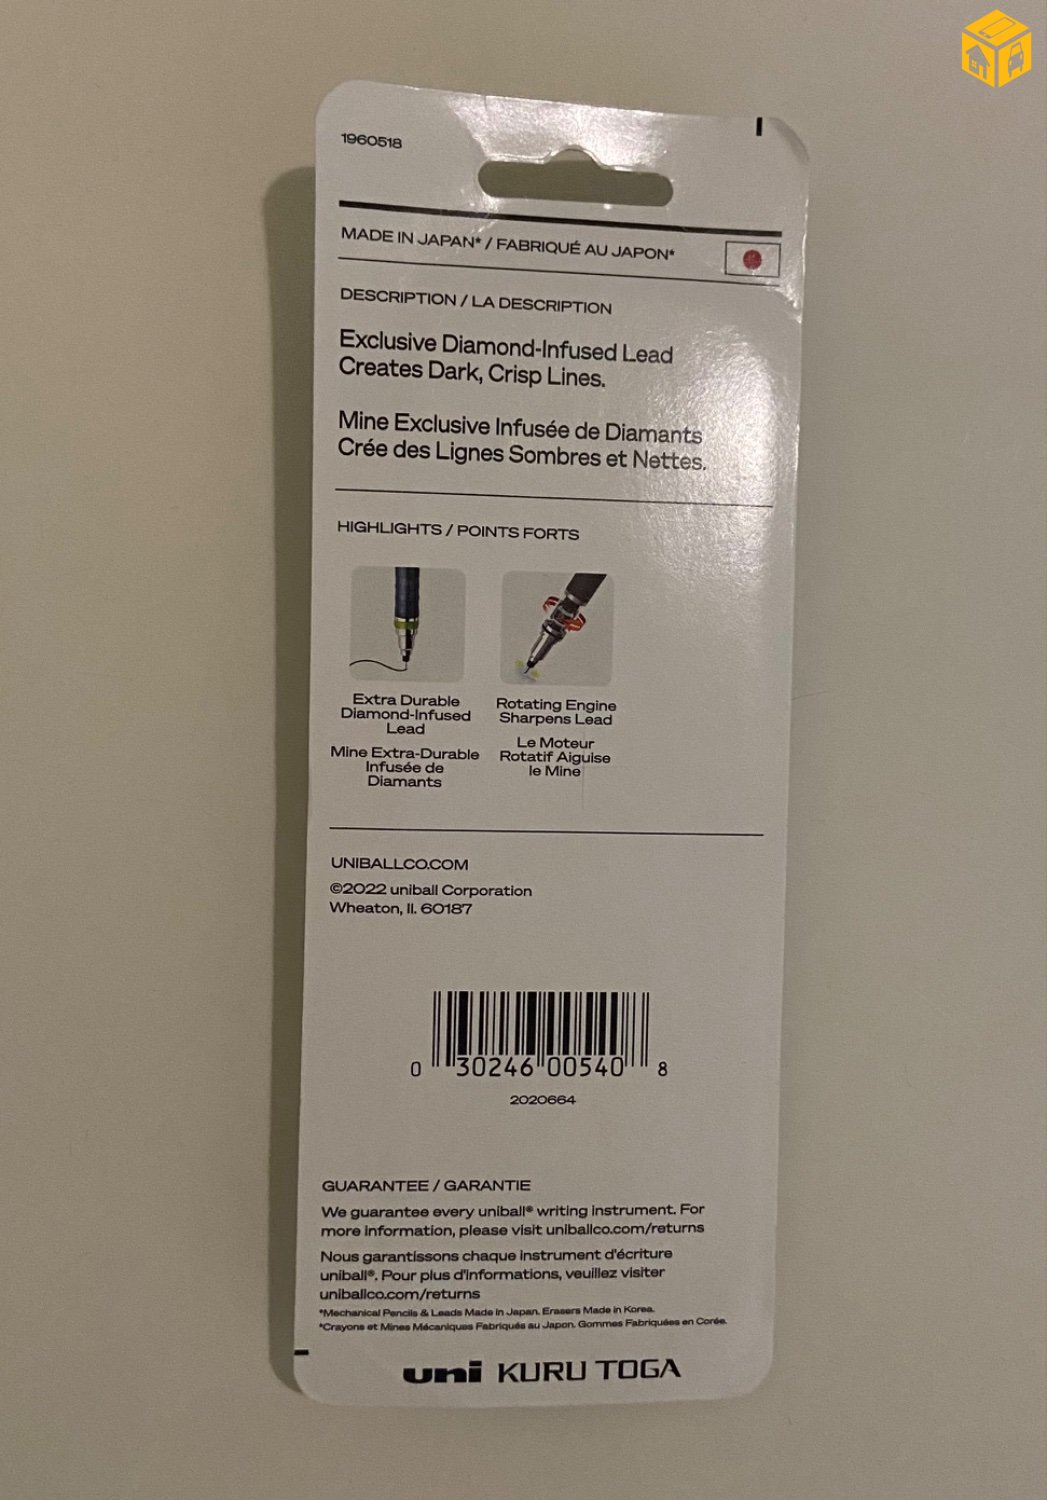 1960518
MADE IN JAPAN* / FABRIQUÉ AU JAPON*
DESCRIPTION / LA DESCRIPTION
Exclusive Diamond-Infused Lead
Creates Dark, Crisp Lines.
Mine Exclusive Infusée de Diamants
Crée des Lignes Sombres et Nettes.
HIGHLIGHTS / POINTS FORTS
Extra Durable
Diamond-Infused
Lead
Mine Extra-Durable
Infusée de
Diamants
Rotating Engine
Sharpens Lead
Le Moteur
Rotatif Aiguise
le Mine
UNIBALLCO.COM
©2022 uniball Corporation
Wheaton, Il. 60187
0 30246 00540 8
2020664
GUARANTEE / GARANTIE
We guarantee every uniball® writing instrument. For
more information, please visit uniballco.com/returns
Nous garantissons chaque instrument d'écriture
uniball®. Pour plus d'informations, veuillez visiter
uniballco.com/returns
*Mechanical Pencils & Leads Made in Japan. Erasers Made in Korea.
*Crayons et Mines Mécaniques Fabriqués au Japon. Gommes Fabriquées en Corée.
uni KURU TOGA